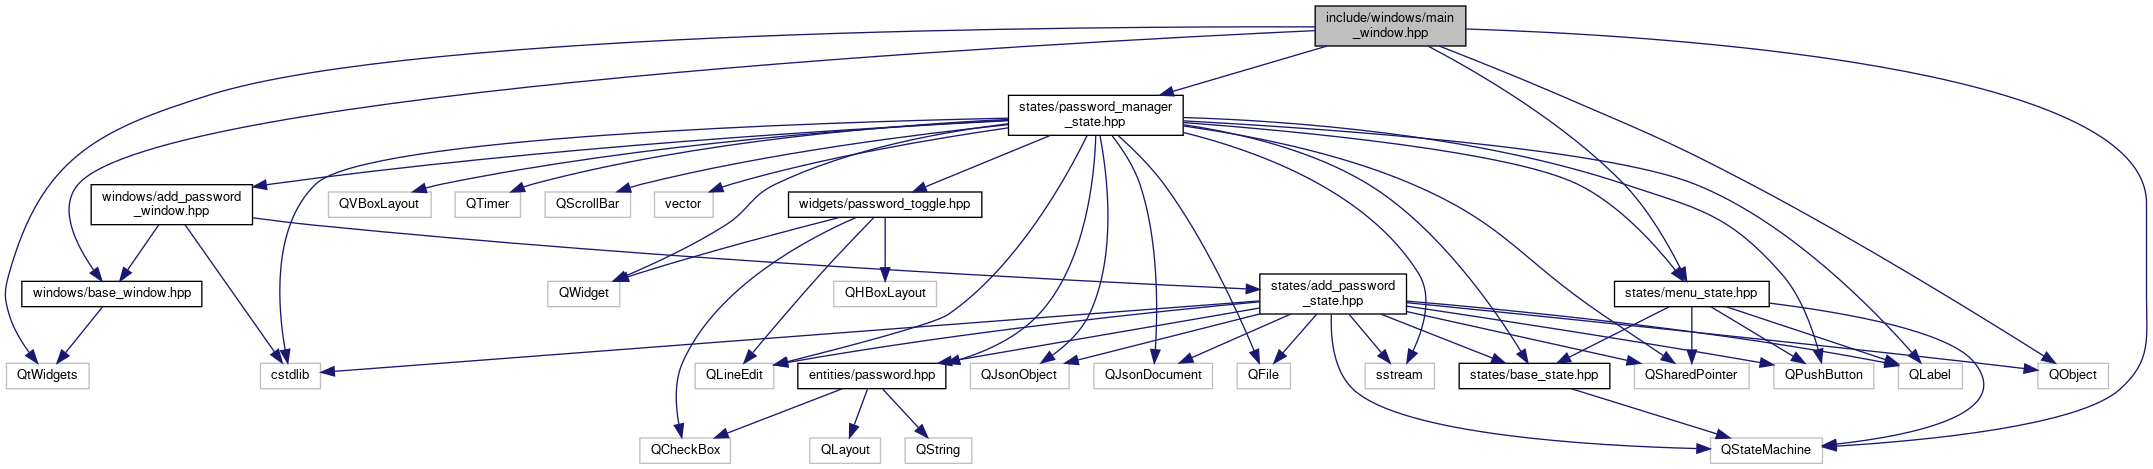 include/windows/main
_window.hpp
states/password_manager
_state.hpp
windows/add_password
_window.hpp
QVBoxLayout
QTimer
QScrollBar
vector
widgets/password_toggle.hpp
windows/base_window.hpp
QWidget
QHBoxLayout
states/add_password
_state.hpp
states/menu_state.hpp
QtWidgets
cstdlib
QLineEdit
entities/password.hpp
QJsonObject
QJsonDocument
QFile
sstream
states/base_state.hpp
QSharedPointer
QPushButton
QLabel
QObject
QCheckBox
QLayout
QString
QStateMachine